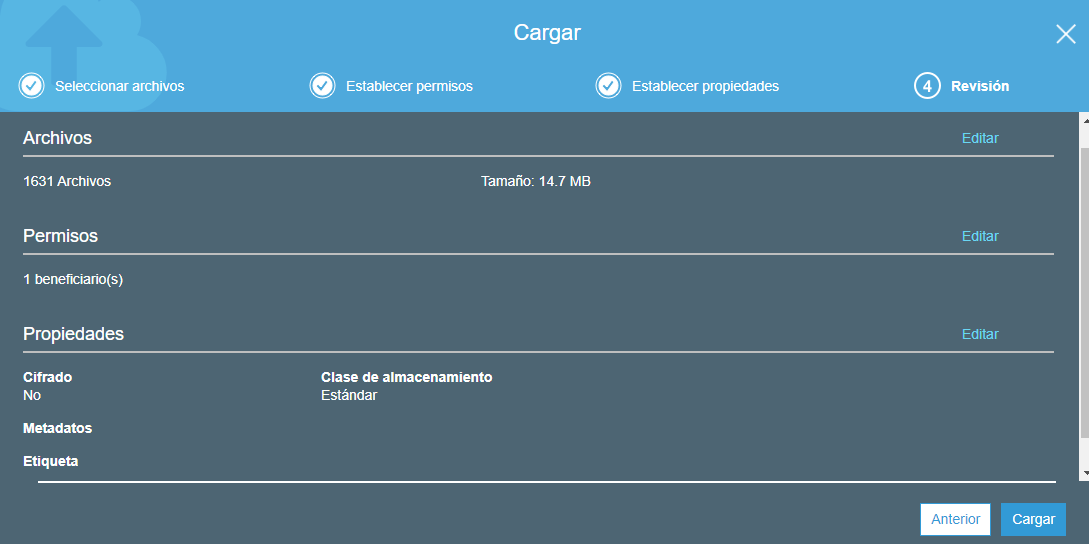 Cargar
Seleccionar archivos
Establecer permisos
Establecer propiedades
4 Revisión
Archivos
Editar
1631 Archivos
Tamaño: 14.7 MB
Permisos
Editar
1 beneficiario(s)
Propiedades
Editar
Cifrado
Clase de almacenamiento
No
Estándar
Metadatos
Etiqueta
Anterior
Cargar